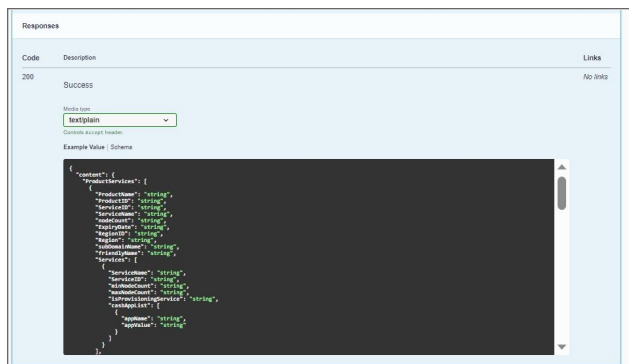 Responses
Code Description Links
200 Success No links
Media type
text/plain
Controls Accept header.
Example Value | Schema
{
"content": {
"ProductServices": [
{
"ProductName": "string",
"ProductID": "string",
"ServiceID": "string",
"ServiceName": "string",
"nodeCount": "string",
"ExpiryDate": "string",
"RegionID": "string",
"Region": "string",
"subDomainName": "string",
"friendlyName": "string",
"Services": [
{
"ServiceName": "string",
"ServiceID": "string",
"minNodeCount": "string",
"maxNodeCount": "string",
"isProvisioningService": "string",
"cashAppList": [
{
"appName": "string",
"appValue": "string"
}
]
}
],